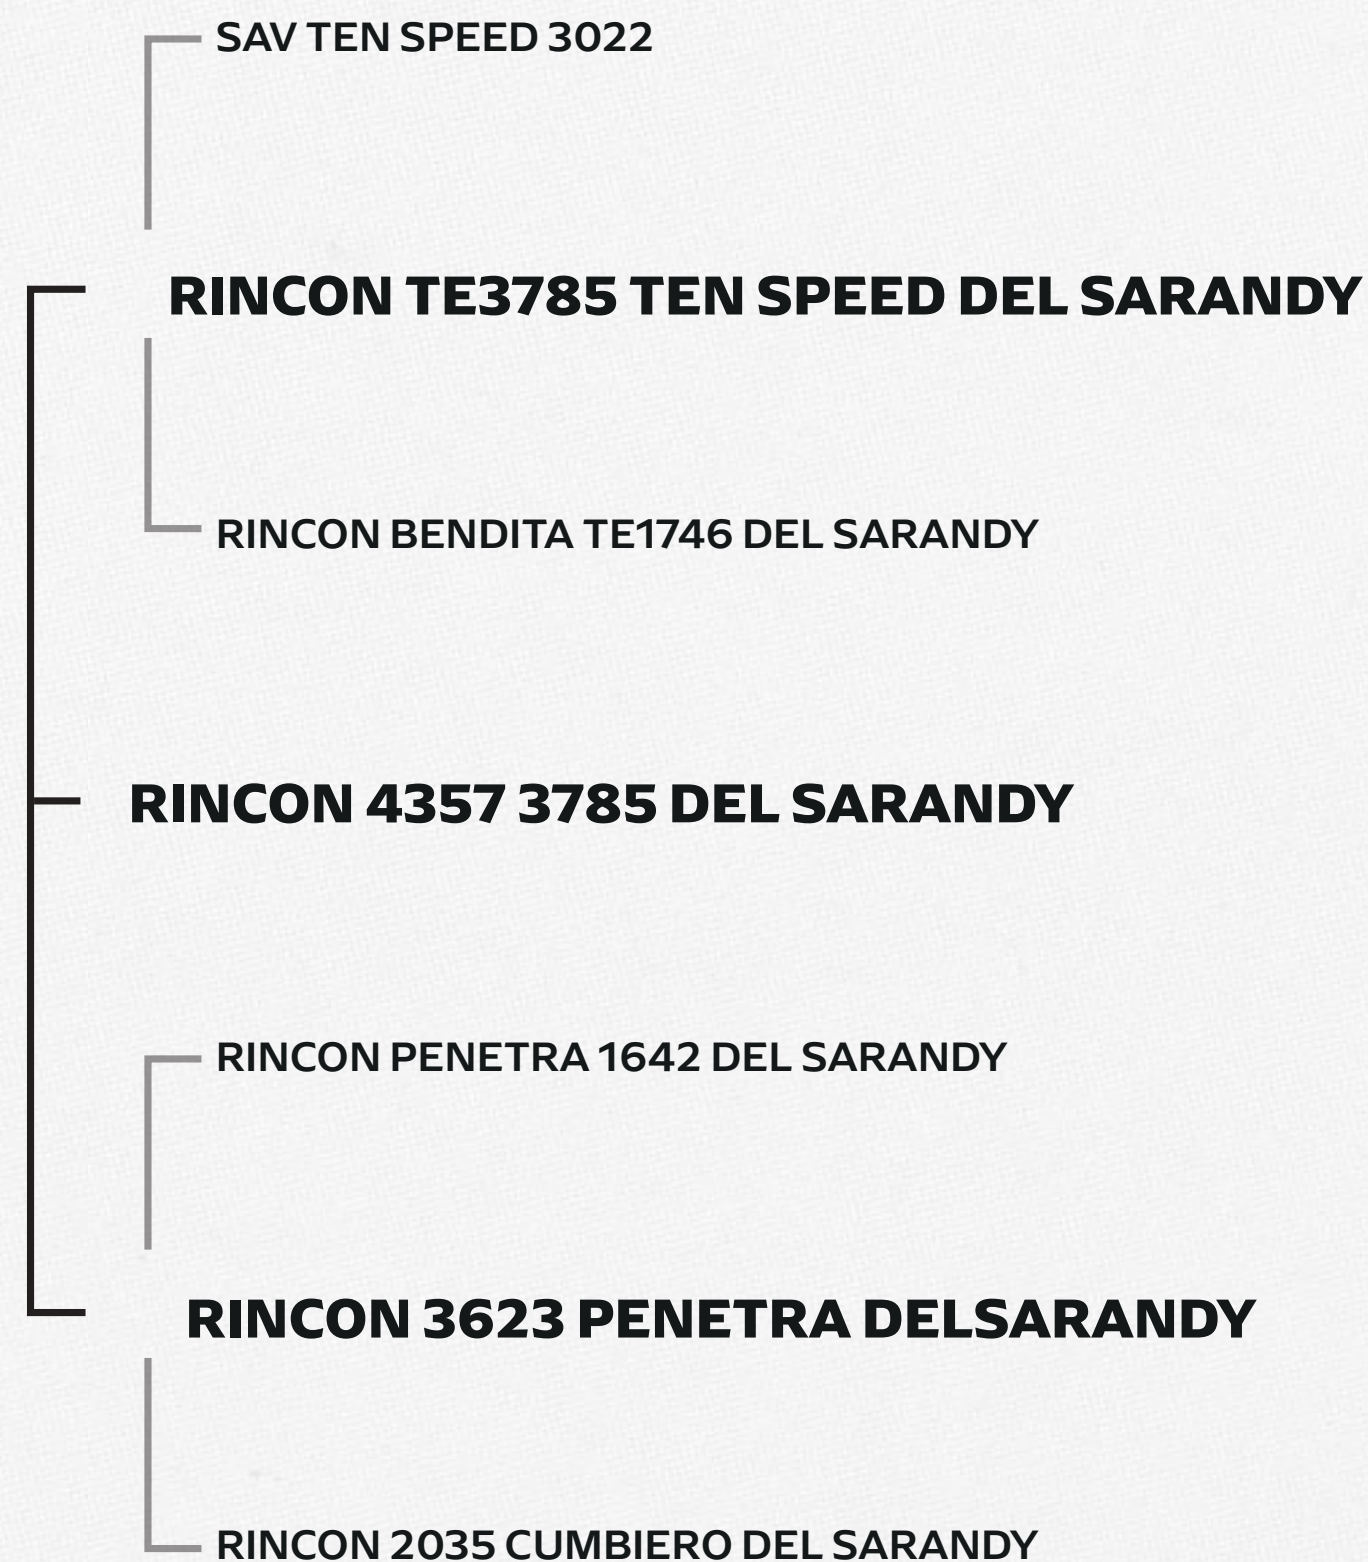 SAV TEN SPEED 3022
RINCON TE3785 TEN SPEED DEL SARANDY
RINCON BENDITA TE1746 DEL SARANDY
RINCON 4357 3785 DEL SARANDY
RINCON PENETRA 1642 DEL SARANDY
RINCON 3623 PENETRA DELSARANDY
RINCON 2035 CUMBIERO DEL SARANDY